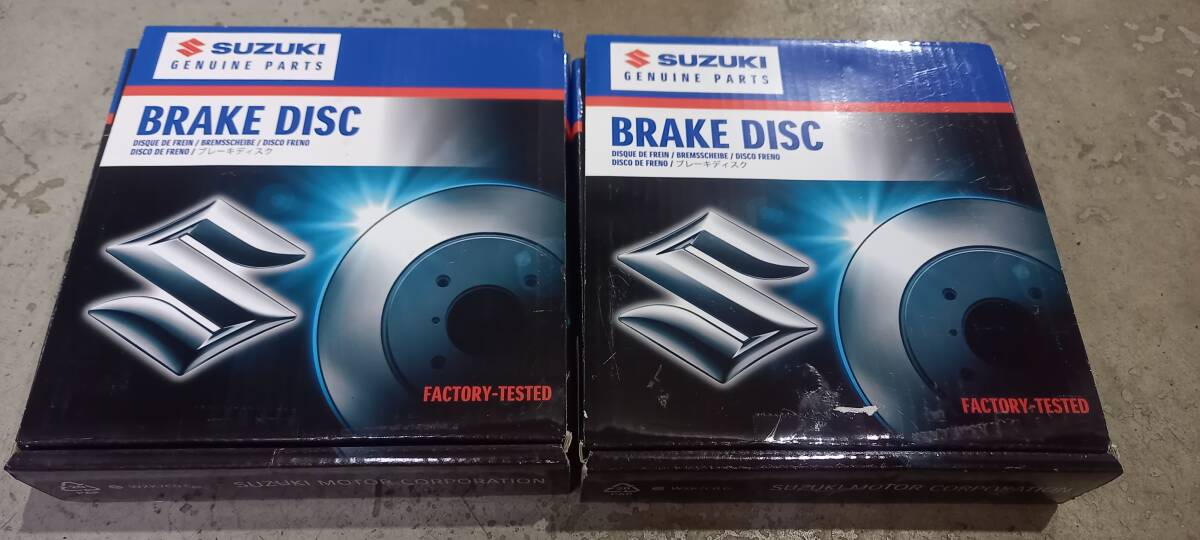 SUZUKI
GENUINE PARTS
BRAKE DISC
DISQUE DE FREIN / BREMSSCHEIBE / DISCO FRENO
DISCO DE FRENO / ブレーキディスク
FACTORY-TESTED
SUZUKI MOTOR CORPORATION
SUZUKI
GENUINE PARTS
BRAKE DISC
DISQUE DE FREIN / BREMSSCHEIBE / DISCO FRENO
DISCO DE FRENO / ブレーキディスク
FACTORY-TESTED
SUZUKI MOTOR CORPORATION